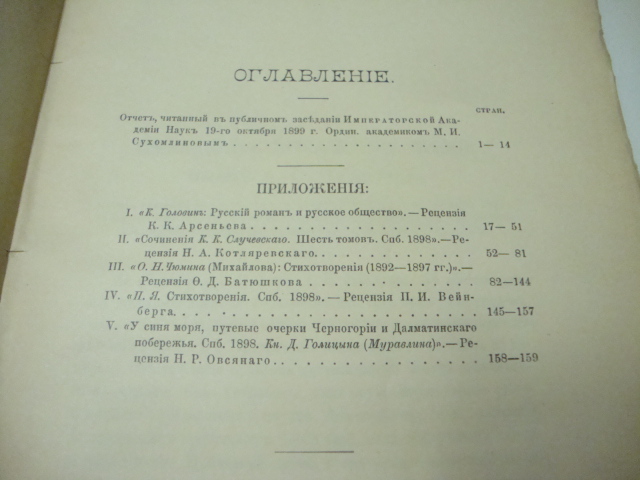 ОГЛАВЛЕНІЕ.
СТРАН.
Отчетъ, читанный въ публичномъ засѣданіи ИМПЕРАТОРСКОЙ Ака-
деміи Наукъ 19-го октября 1899 г. Ордин. академикомъ М. И.
Сухомлиновымъ . . . . . . . . . . . . . . . . . . . . 1— 14
ПРИЛОЖЕНІЯ:
I. «К. Головинъ: Русскій романъ и русское общество».—Рецензія
К. К. Арсеньева . . . . . . . . . . . . . . . . . . 17— 51
II. «Сочиненія К. К. Случевскаго. Шесть томовъ. Спб. 1898».—Ре-
цензія Н. А. Котляревскаго . . . . . . . . . . . . . 52— 81
III. «О. Н. Чюмина (Михайлова): Стихотворенія (1892—1897 гг.)».—
Рецензія Ѳ. Д. Батюшкова . . . . . . . . . . . . . 82—144
IV. «П. Я. Стихотворенія. Спб. 1898». — Рецензія П. И. Вейн-
берга. . . . . . . . . . . . . . . . . . . . . . . 145—157
V. «У синя моря, путевые очерки Черногоріи и Далматинскаго
побережья. Спб. 1898. Кн. Д. Голицына (Муравлина)».—Ре-
цензія Н. Р. Овсянаго . . . . . . . . . . . . . . . 158—159